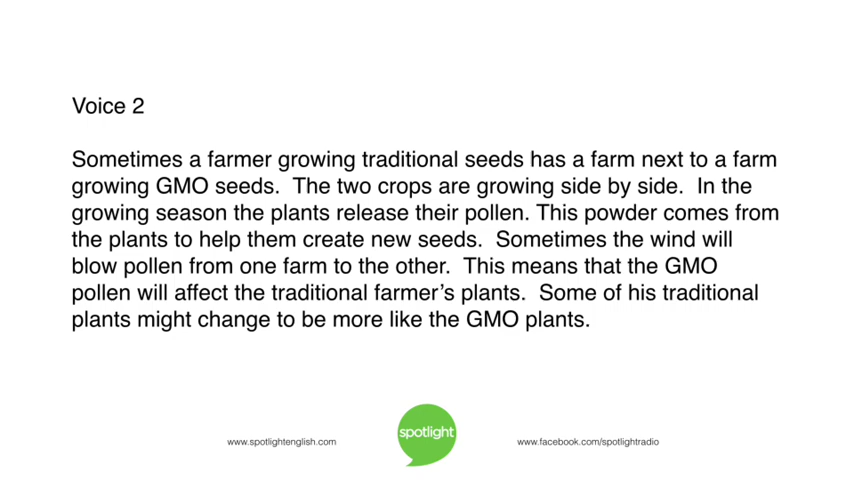 Voice 2
Sometimes a farmer growing traditional seeds has a farm next to a farm
growing GMO seeds.  The two crops are growing side by side.  In the
growing season the plants release their pollen. This powder comes from
the plants to help them create new seeds.  Sometimes the wind will
blow pollen from one farm to the other.  This means that the GMO
pollen will affect the traditional farmer’s plants.  Some of his traditional
plants might change to be more like the GMO plants.
www.spotlightenglish.com
spotlight
www.facebook.com/spotlightradio